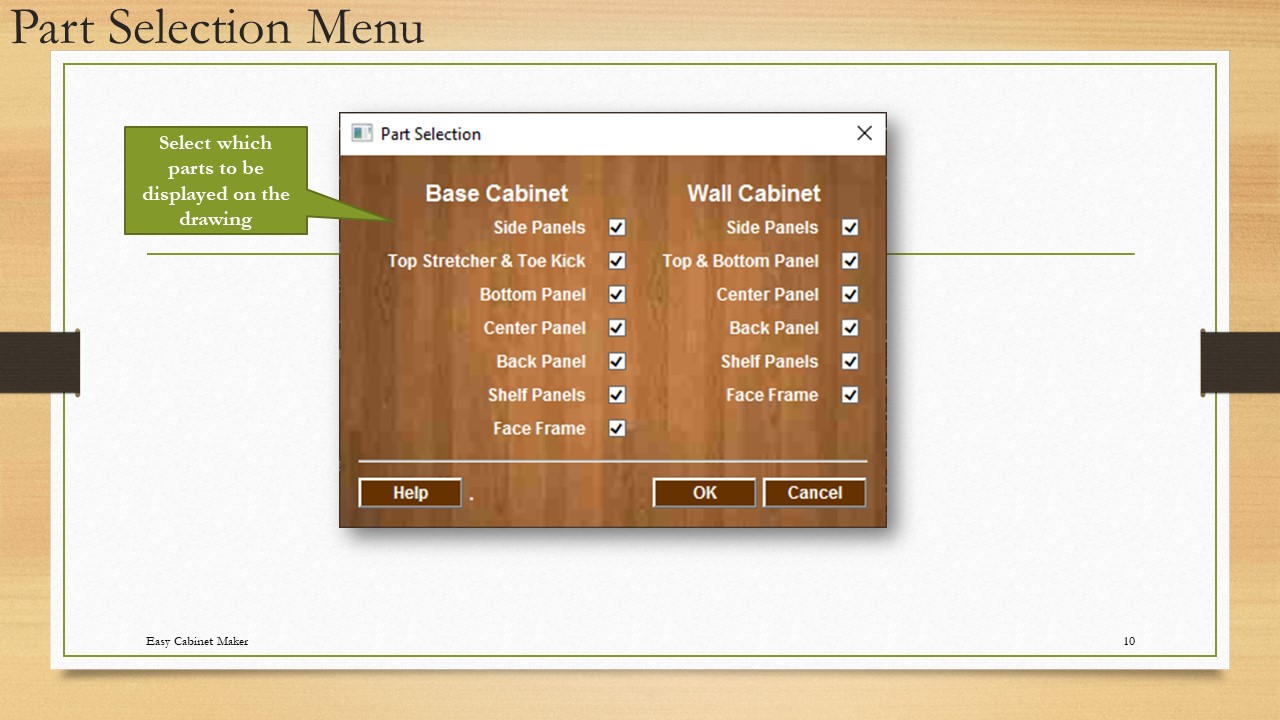 Part Selection Menu
Select which
parts to be
displayed on the
drawing
Part Selection
Base Cabinet
Side Panels
Top Stretcher & Toe Kick
Bottom Panel
Center Panel
Back Panel
Shelf Panels
Face Frame
Wall Cabinet
Side Panels
Top & Bottom Panel
Center Panel
Back Panel
Shelf Panels
Face Frame
Help .
OK
Cancel
Easy Cabinet Maker
10